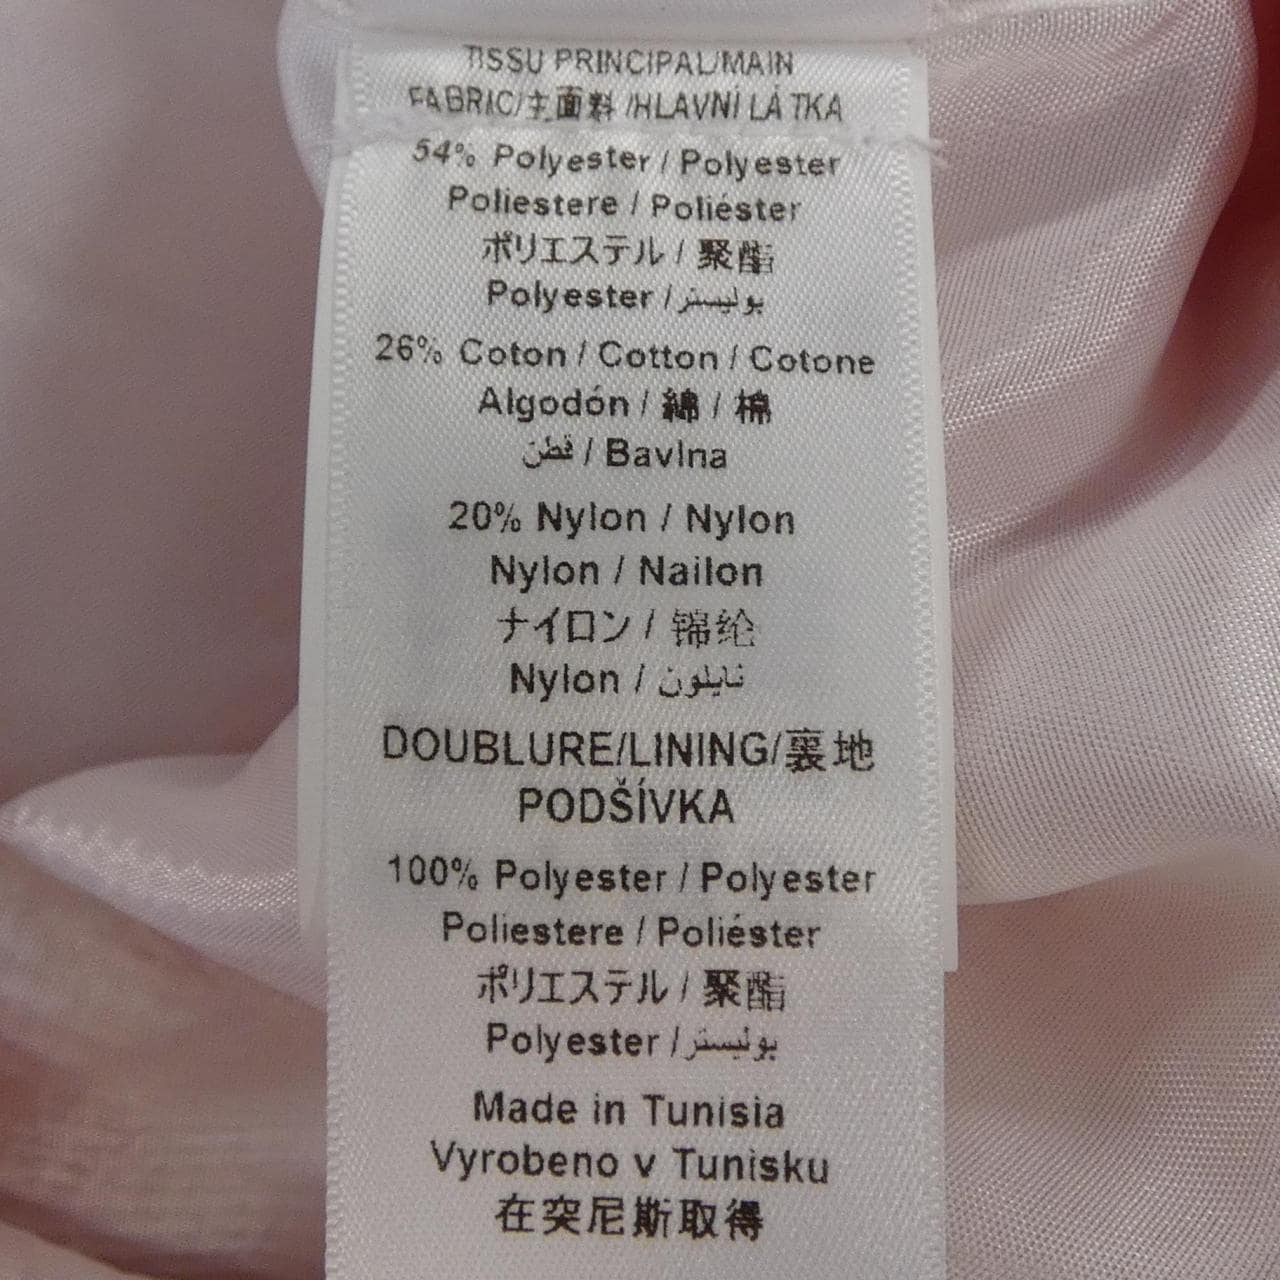 TISSU PRINCIPAL/MAIN
FABRIC/主面料 /HLAVNÍ LÁ TKA
54% Polyester / Polyester
Poliestere / Poliéster
ポリエステル / 聚酯
Polyester / بوليستر
26% Coton / Cotton / Cotone
Algodón / 綿 / 棉
قطن / Bavlna
20% Nylon / Nylon
Nylon / Nailon
ナイロン / 锦纶
Nylon / نايلون
DOUBLURE/LINING/裏地
PODŠÍVKA
100% Polyester / Polyester
Poliestere / Poliéster
ポリエステル / 聚酯
Polyester / بوليستر
Made in Tunisia
Vyrobeno v Tunisku
在突尼斯取得